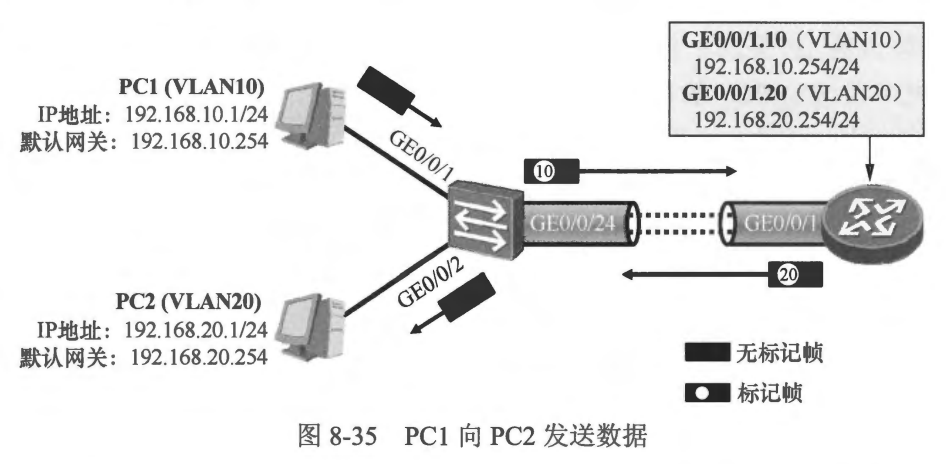 GE0/0/1.10（VLAN10）
192.168.10.254/24
GE0/0/1.20（VLAN20）
192.168.20.254/24
PC1 (VLAN10)
IP地址：192.168.10.1/24
默认网关：192.168.10.254
GE0/0/1
10
GE0/0/24
GE0/0/1
20
GE0/0/2
PC2 (VLAN20)
IP地址：192.168.20.1/24
默认网关：192.168.20.254
无标记帧
标记帧
图 8-35 PC1 向 PC2 发送数据